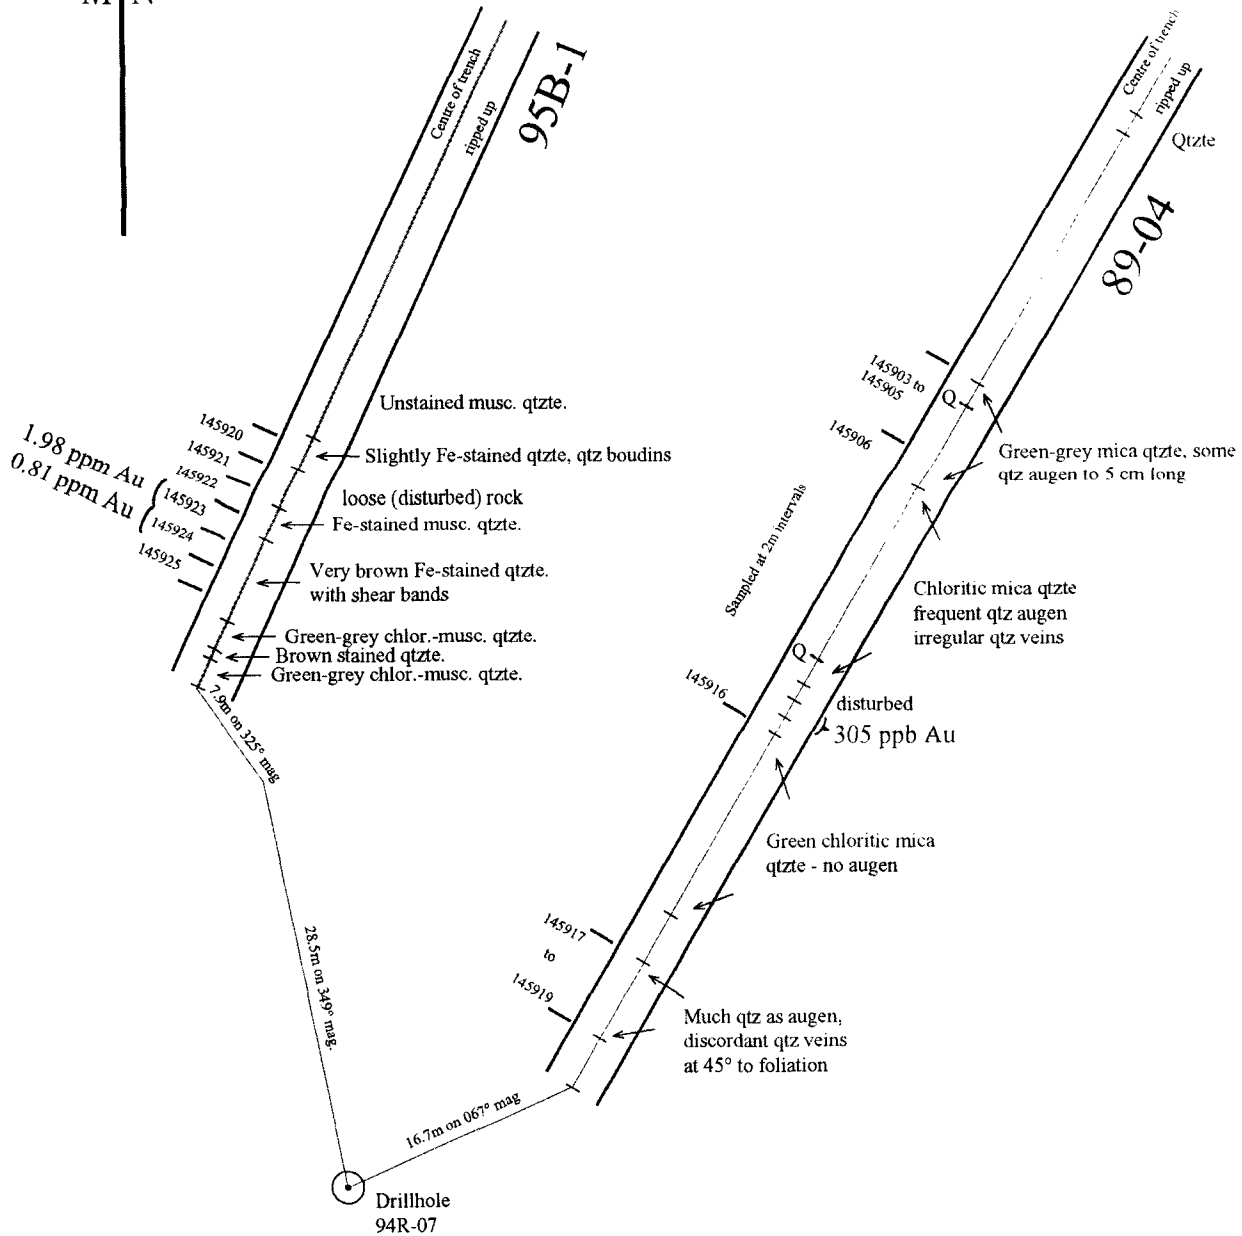 M N
Centre of trench
ripped up
95B-1
Unstained musc. qtzte.
Slightly Fe-stained qtzte, qtz boudins
loose (disturbed) rock
Fe-stained musc. qtzte.
Very brown Fe-stained qtzte.
with shear bands
Green-grey chlor.-musc. qtzte.
Brown stained qtzte.
Green-grey chlor.-musc. qtzte.
145920
145921
145922
145923
145924
145925
1.98 ppm Au
0.81 ppm Au
7.9m on 325° mag
28.5m on 349° mag.
16.7m on 067° mag
Drillhole
94R-07
Centre of trench
ripped up
Qtzte
89-04
145903 to
145905
Q
145906
Green-grey mica qtzte, some
qtz augen to 5 cm long
Sampled at 2m intervals
Chloritic mica qtzte
frequent qtz augen
irregular qtz veins
Q
145916
disturbed
305 ppb Au
Green chloritic mica
qtzte - no augen
145917
to
145919
Much qtz as augen,
discordant qtz veins
at 45° to foliation